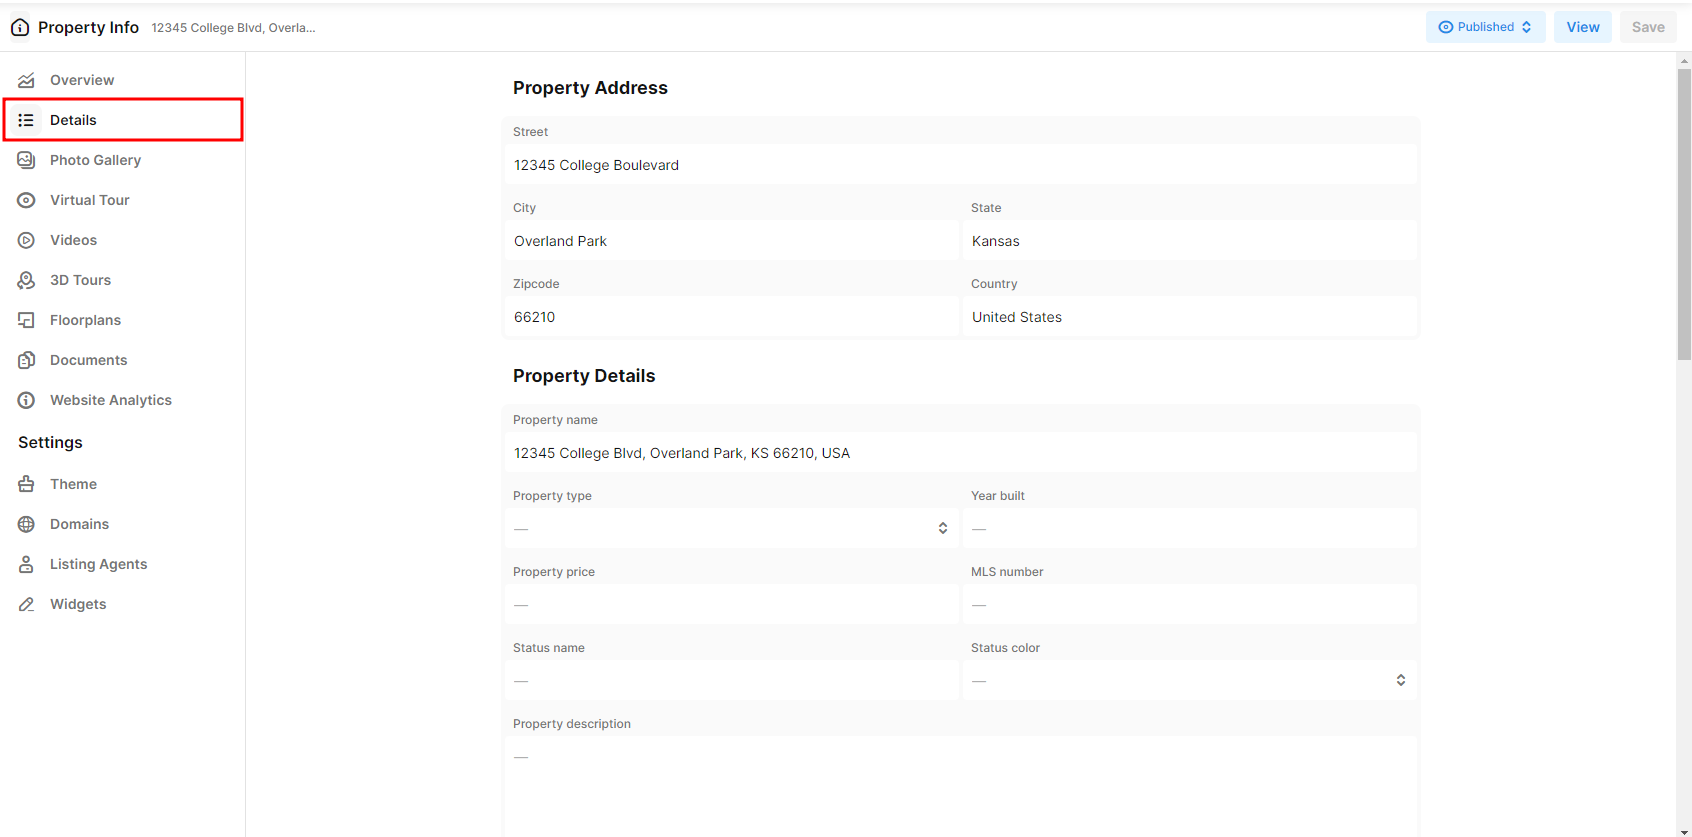 Property Info 12345 College Blvd, Overla...
Published
View
Save
Overview
Details
Photo Gallery
Virtual Tour
Videos
3D Tours
Floorplans
Documents
Website Analytics
Settings
Theme
Domains
Listing Agents
Widgets
Property Address
Street
12345 College Boulevard
City State
Overland Park Kansas
Zipcode Country
66210 United States
Property Details
Property name
12345 College Blvd, Overland Park, KS 66210, USA
Property type Year built
— —
Property price MLS number
— —
Status name Status color
— —
Property description
—